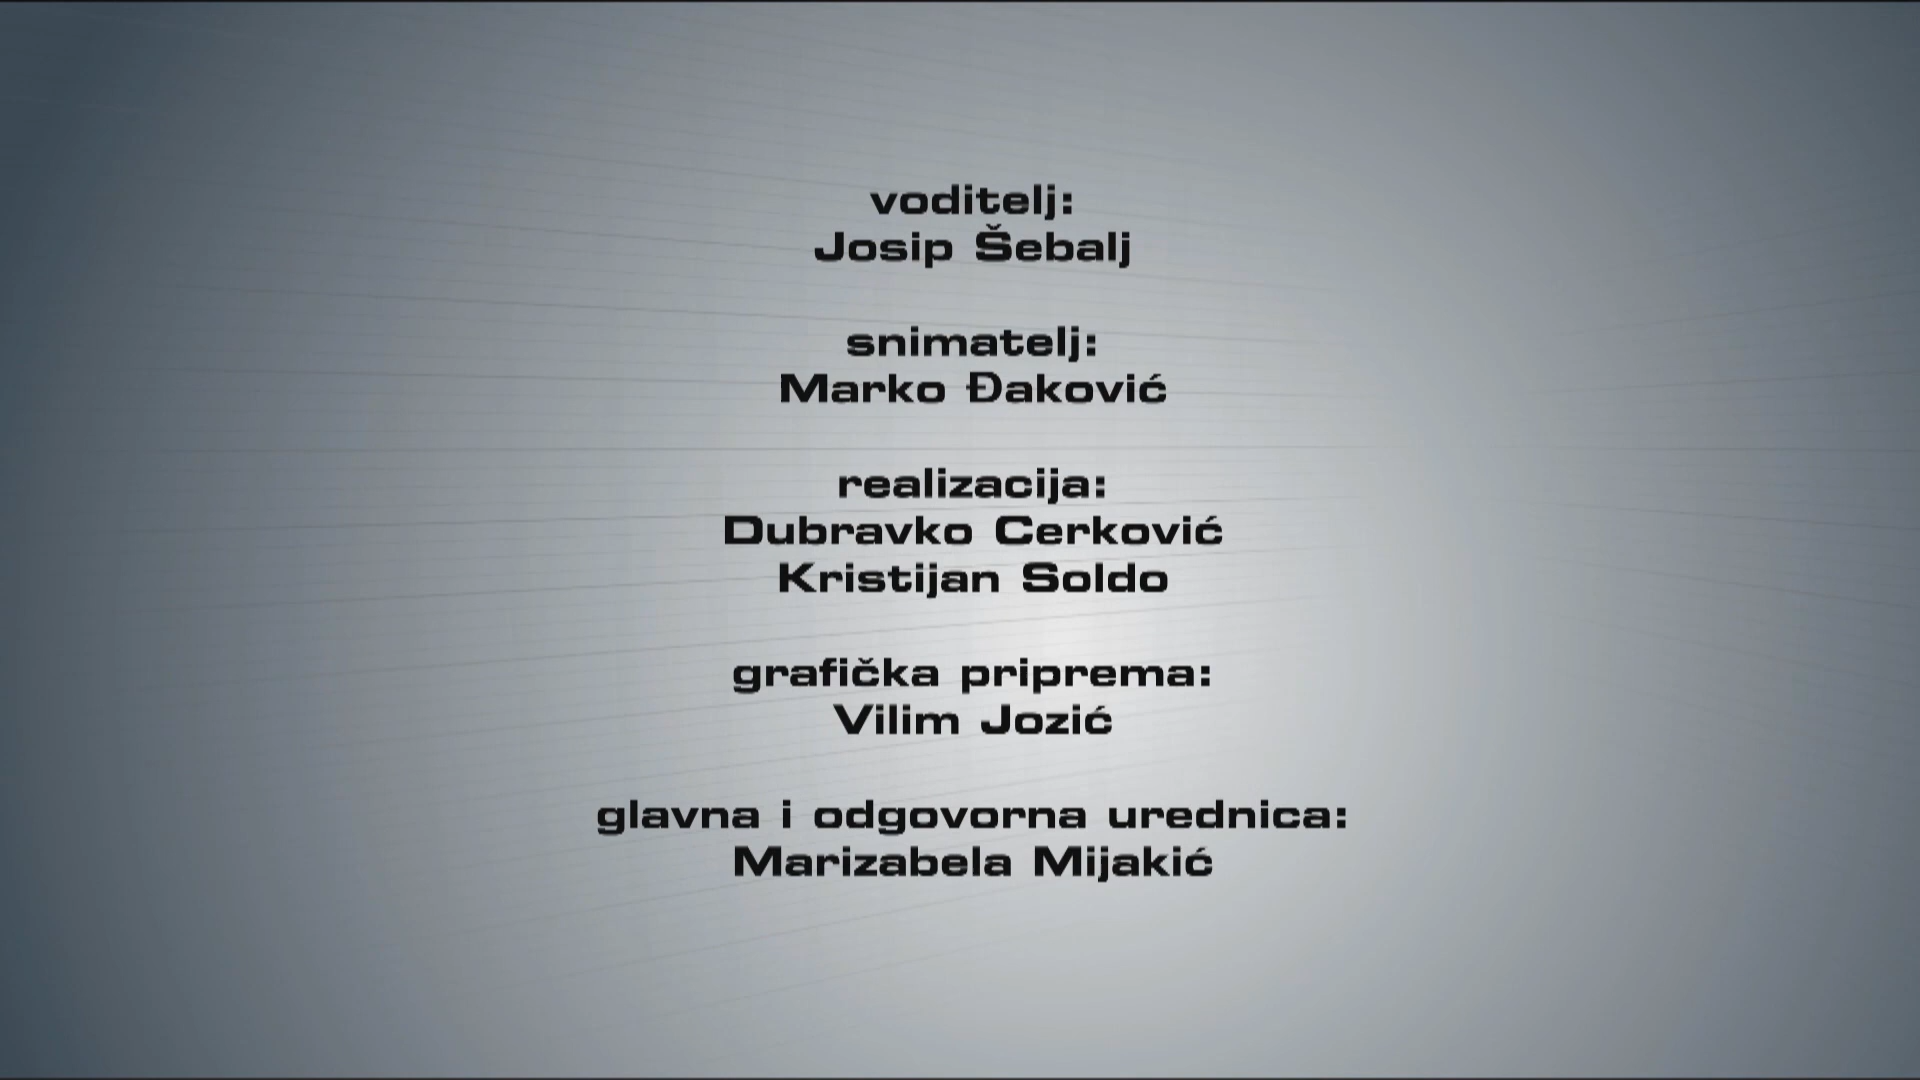 voditelj:
Josip Šebalj
snimatelj:
Marko Đaković
realizacija:
Dubravko Cerković
Kristijan Soldo
grafička priprema:
Vilim Jozić
glavna i odgovorna urednica:
Marizabela Mijakić